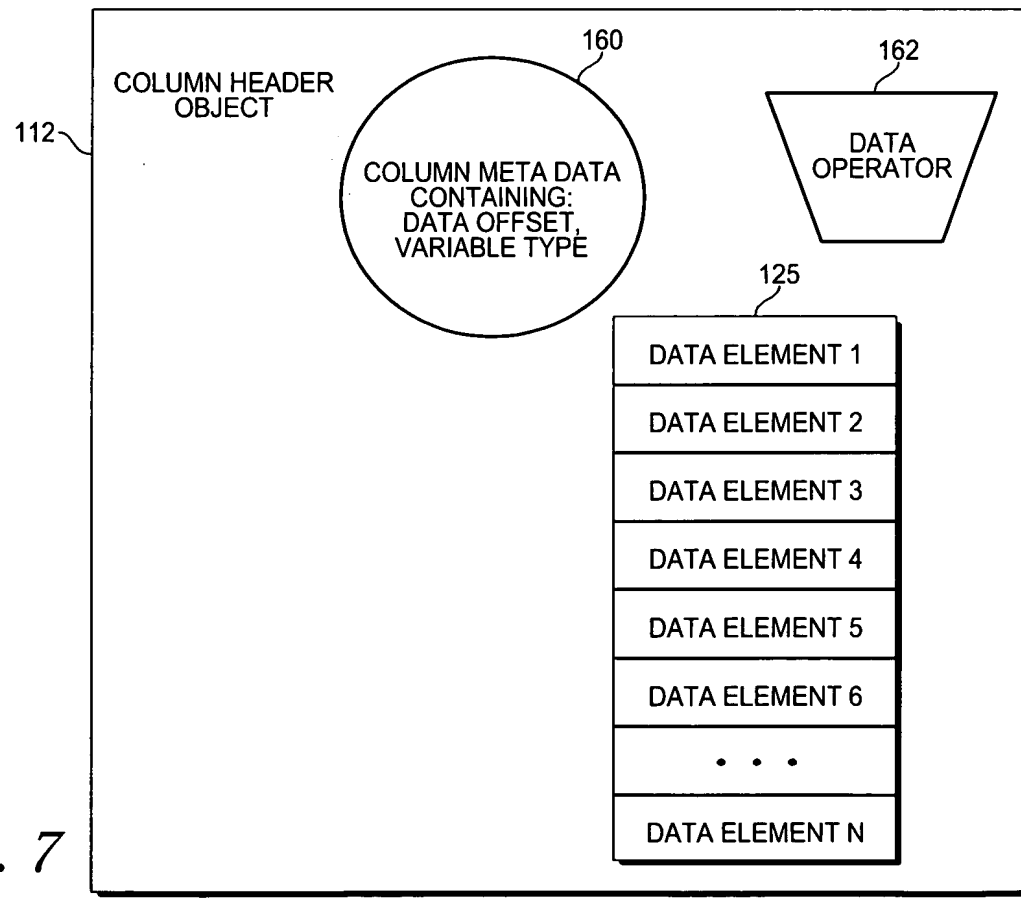 160
162
COLUMN HEADER
OBJECT
112
COLUMN META DATA
CONTAINING:
DATA OFFSET,
VARIABLE TYPE
DATA
OPERATOR
125
DATA ELEMENT 1
DATA ELEMENT 2
DATA ELEMENT 3
DATA ELEMENT 4
DATA ELEMENT 5
DATA ELEMENT 6
• • •
DATA ELEMENT N
. 7